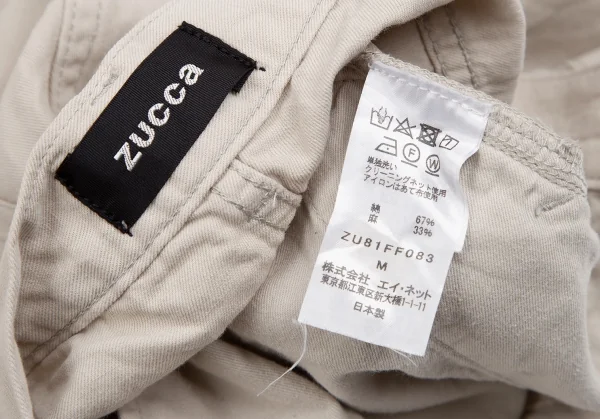 zucca
F W
単独洗い
クリーニングネット使用
アイロンはあて布使用
綿 67%
麻 33%
ZU81FF083
M
株式会社 エイ・ネット
東京都江東区新大橋1-1-11
日本製